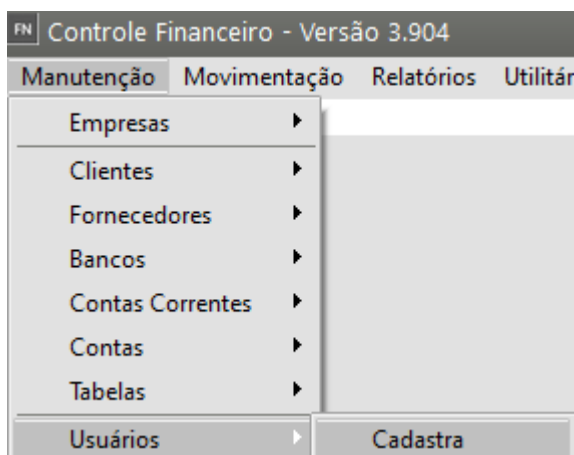 FN Controle Financeiro - Versão 3.904
Manutenção Movimentação Relatórios
Empresas
Clientes
Fornecedores
Bancos
Contas Correntes
Contas
Tabelas
Usuários Cadastra